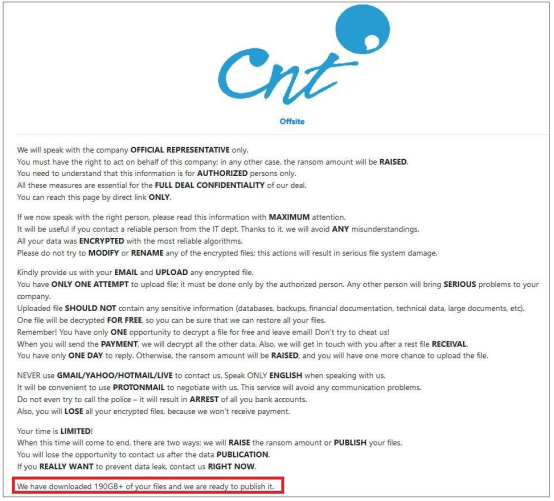 Cnt
Offsite
We will speak with the company OFFICIAL REPRESENTATIVE only.
You must have the right to act on behalf of this company; in any other case, the ransom amount will be RAISED.
You need to understand that this information is for AUTHORIZED persons only.
All these measures are essential for the FULL DEAL CONFIDENTIALITY of our deal.
You can reach this page by direct link ONLY.
If we now speak with the right person, please read this information with MAXIMUM attention.
It will be useful if you contact a reliable person from the IT dept. Thanks to it, we will avoid ANY misunderstandings.
All your data was ENCRYPTED with the most reliable algorithms.
Please do not try to MODIFY or RENAME any of the encrypted files; this actions will result in serious file system damage.
Kindly provide us with your EMAIL and UPLOAD any encrypted file.
You have ONLY ONE ATTEMPT to upload file; it must be done only by the authorized person. Any other person will bring SERIOUS problems to your
company.
Uploaded file SHOULD NOT contain any sensitive information (databases, backups, financial documentation, technical data, large documents, etc).
One file will be decrypted FOR FREE, so you can be sure that we can restore all your files.
Remember! You have only ONE opportunity to decrypt a file for free and leave email! Don't try to cheat us!
When you will send the PAYMENT, we will decrypt all the other data. Also, we will get in touch with you after a rest file RECEIVAL.
You have only ONE DAY to reply. Otherwise, the ransom amount will be RAISED, and you will have one more chance to upload the file.
NEVER use GMAIL/YAHOO/HOTMAIL/LIVE to contact us. Speak ONLY ENGLISH when speaking with us.
It will be convenient to use PROTONMAIL to negotiate with us. This service will avoid any communication problems.
Do not even try to call the police – it will result in ARREST of all you bank accounts.
Also, you will LOSE all your encrypted files, because we won't receive payment.
Your time is LIMITED!
When this time will come to end, there are two ways: we will RAISE the ransom amount or PUBLISH your files.
You will lose the opportunity to contact us after the data PUBLICATION.
If you REALLY WANT to prevent data leak, contact us RIGHT NOW.
We have downloaded 190GB+ of your files and we are ready to publish it.